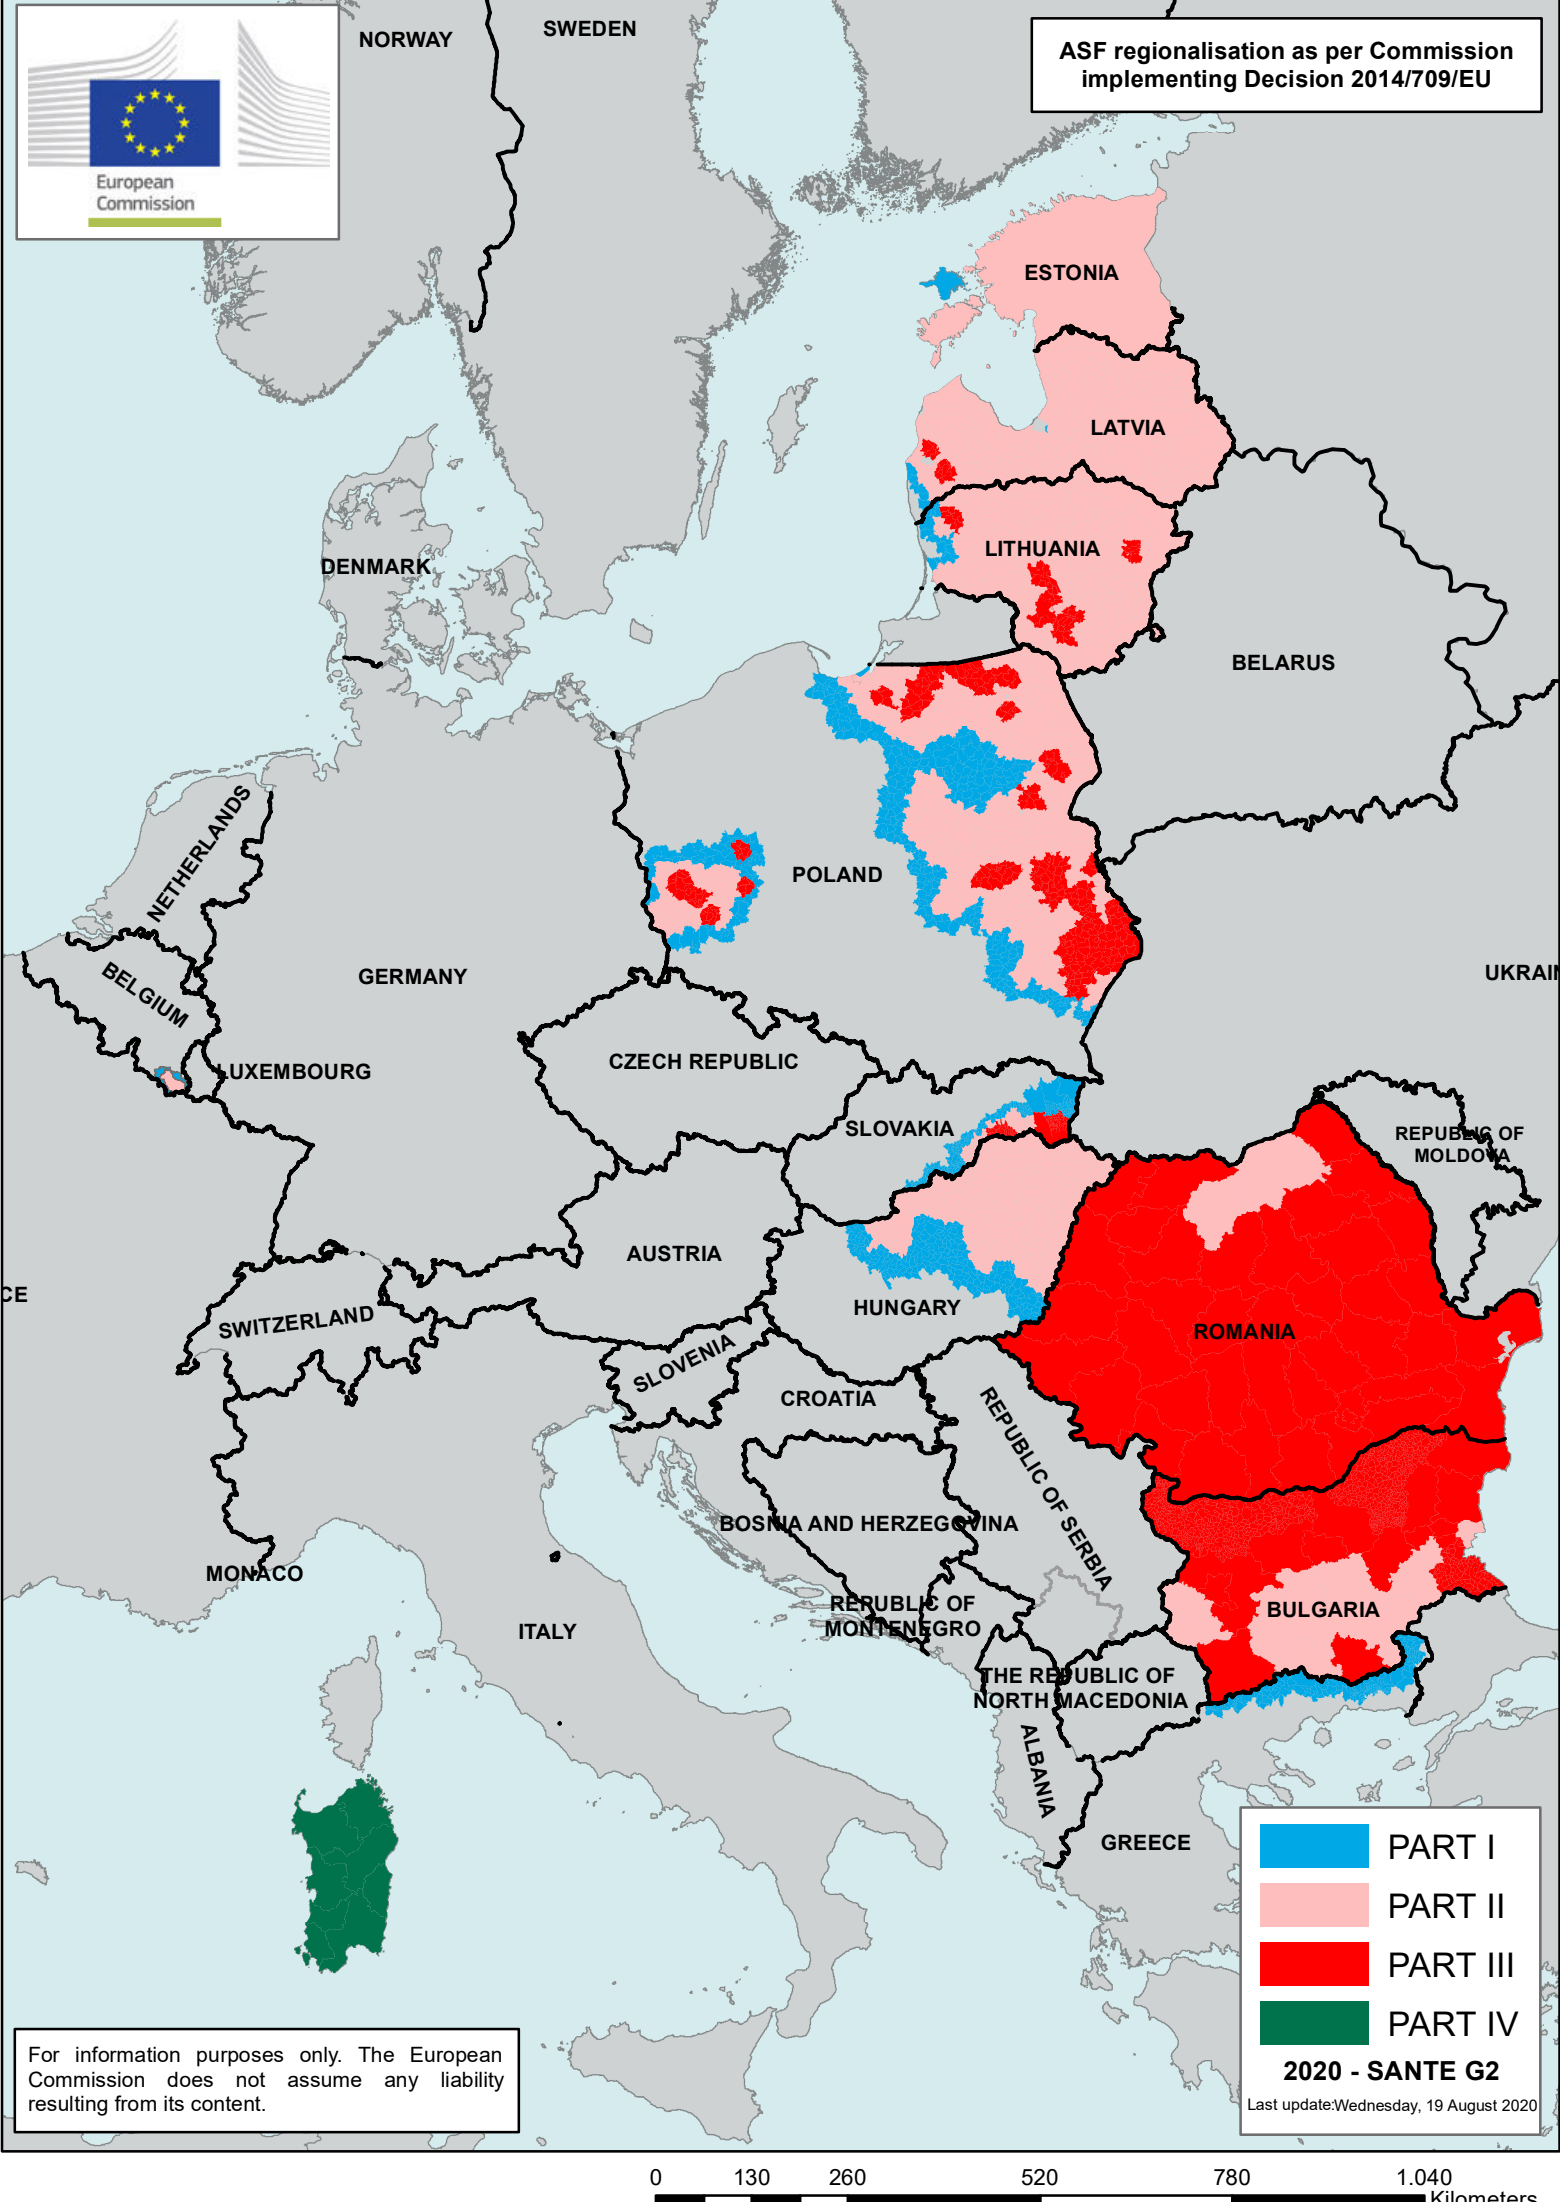 European
Commission
NORWAY
SWEDEN
ASF regionalisation as per Commission
implementing Decision 2014/709/EU
ESTONIA
LATVIA
LITHUANIA
DENMARK
BELARUS
NETHERLANDS
POLAND
BELGIUM
GERMANY
UKRAIN
LUXEMBOURG
CZECH REPUBLIC
SLOVAKIA
REPUBLIC OF
MOLDOVA
AUSTRIA
CE
SWITZERLAND
HUNGARY
ROMANIA
SLOVENIA
CROATIA
REPUBLIC OF SERBIA
BOSNIA AND HERZEGOVINA
MONACO
ITALY
REPUBLIC OF
MONTENEGRO
BULGARIA
THE REPUBLIC OF
NORTH MACEDONIA
ALBANIA
GREECE
PART I
PART II
PART III
PART IV
2020 - SANTE G2
Last update:Wednesday, 19 August 2020
For information purposes only. The European
Commission does not assume any liability
resulting from its content.
0 130 260 520 780 1.040
Kilometers